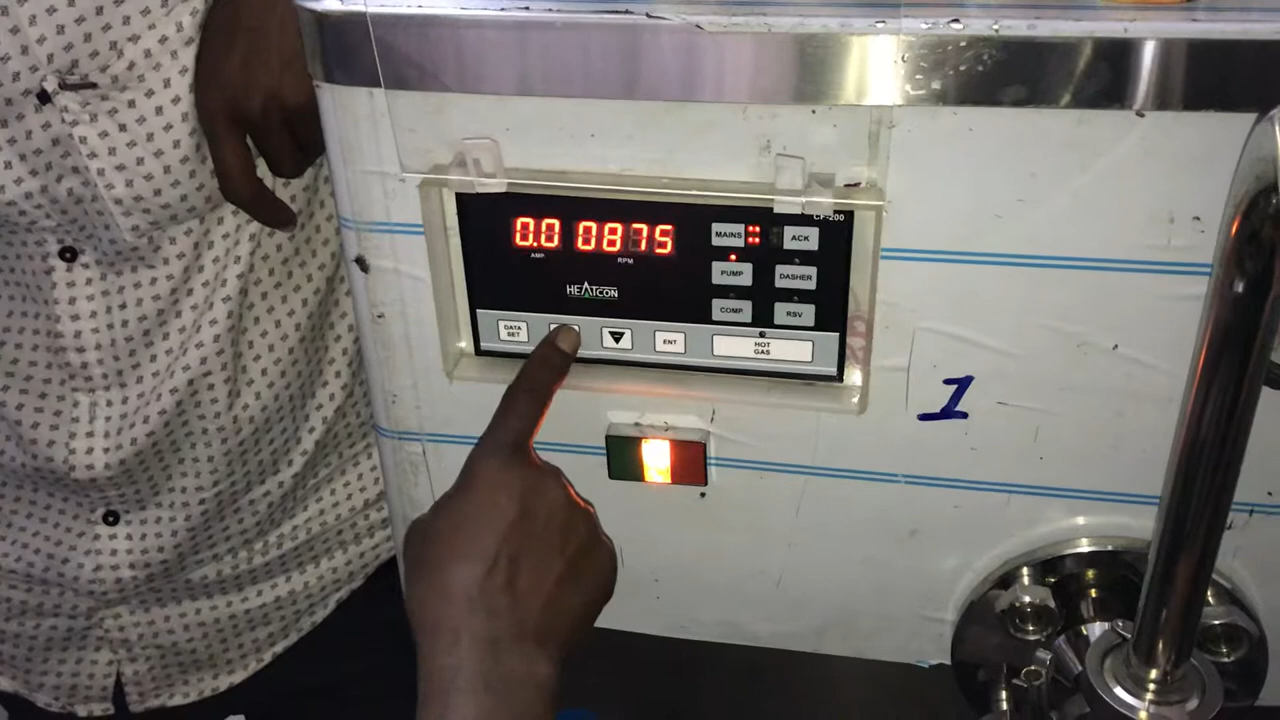 CF-200
0.0 0875
AMP.
RPM
MAINS
ACK
PUMP
DASHER
COMP.
RSV
HEATCON
DATA
SET
ENT
HOT
GAS
1